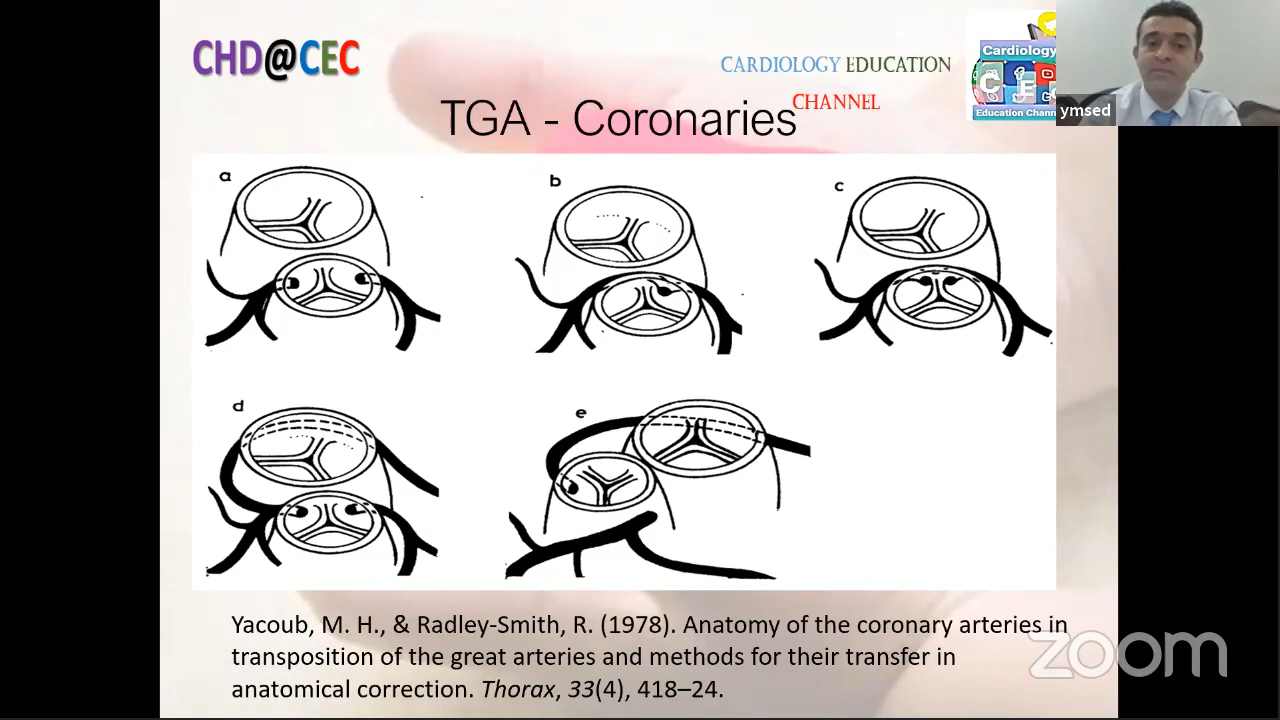 CHD@CEC
CARDIOLOGY EDUCATION
CHANNEL
Cardiology
Education Chann
ymsed
TGA - Coronaries
a
b
c
d
e
Yacoub, M. H., & Radley-Smith, R. (1978). Anatomy of the coronary arteries in
transposition of the great arteries and methods for their transfer in
anatomical correction. Thorax, 33(4), 418–24.
zoom